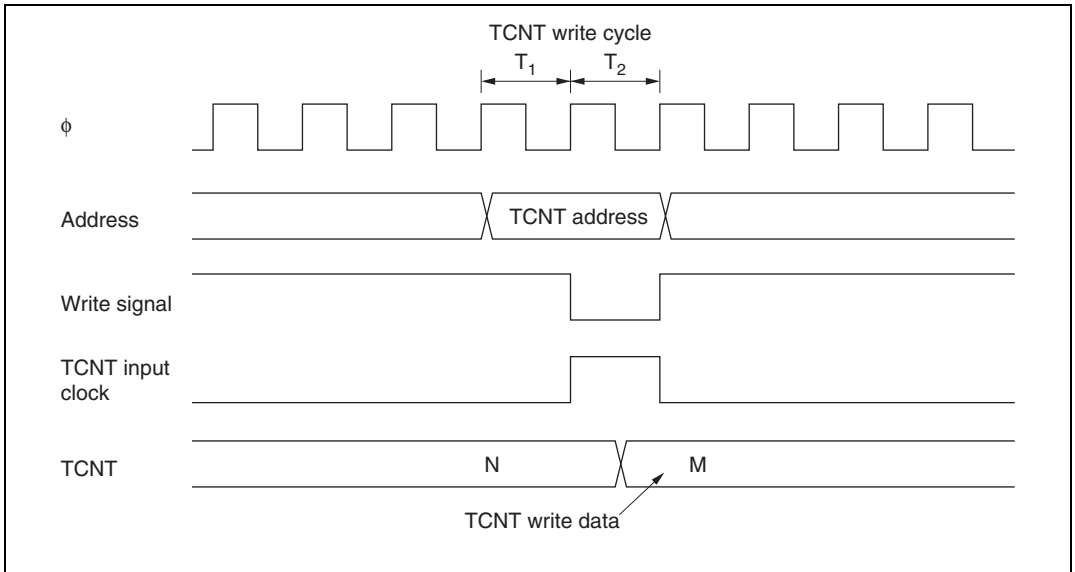 TCNT write cycle
T1 T2
ϕ
Address
TCNT address
Write signal
TCNT input
clock
TCNT
N M
TCNT write data